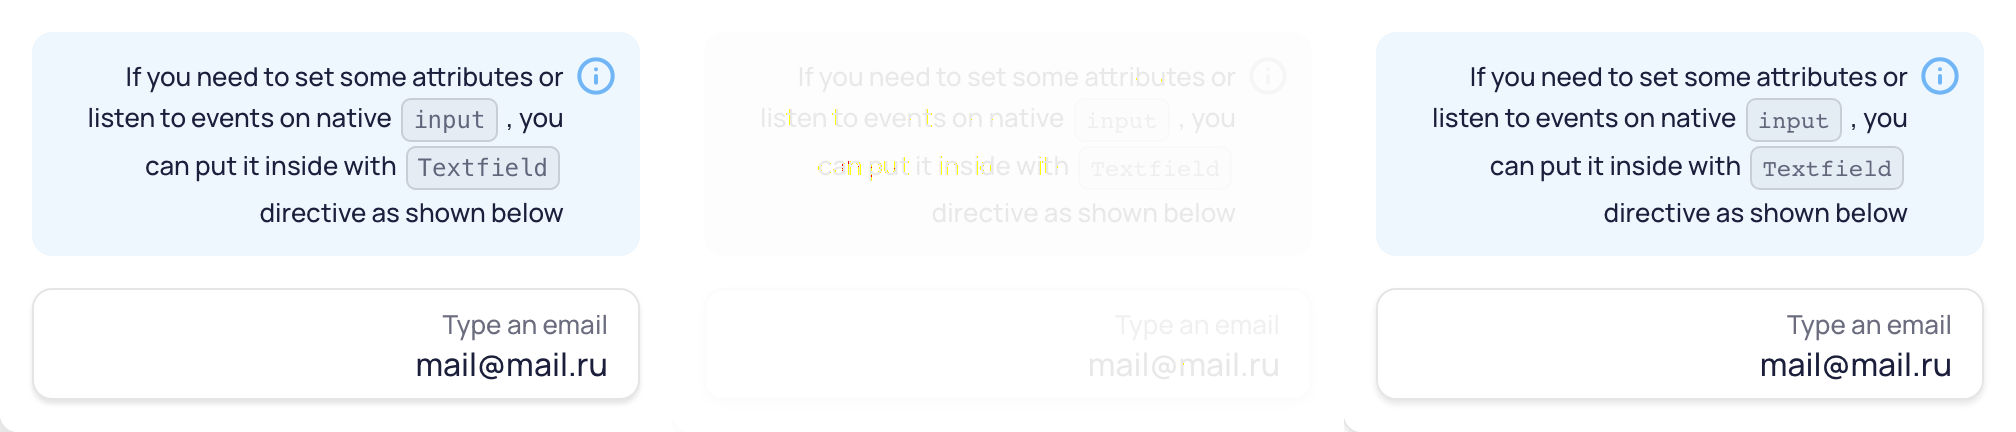 If you need to set some attributes or
listen to events on native input , you
can put it inside with Textfield
directive as shown below
Type an email
mail@mail.ru
If you need to set some attributes or
listen to events on native input , you
can put it inside with Textfield
directive as shown below
Type an email
mail@mail.ru
If you need to set some attributes or
listen to events on native input , you
can put it inside with Textfield
directive as shown below
Type an email
mail@mail.ru